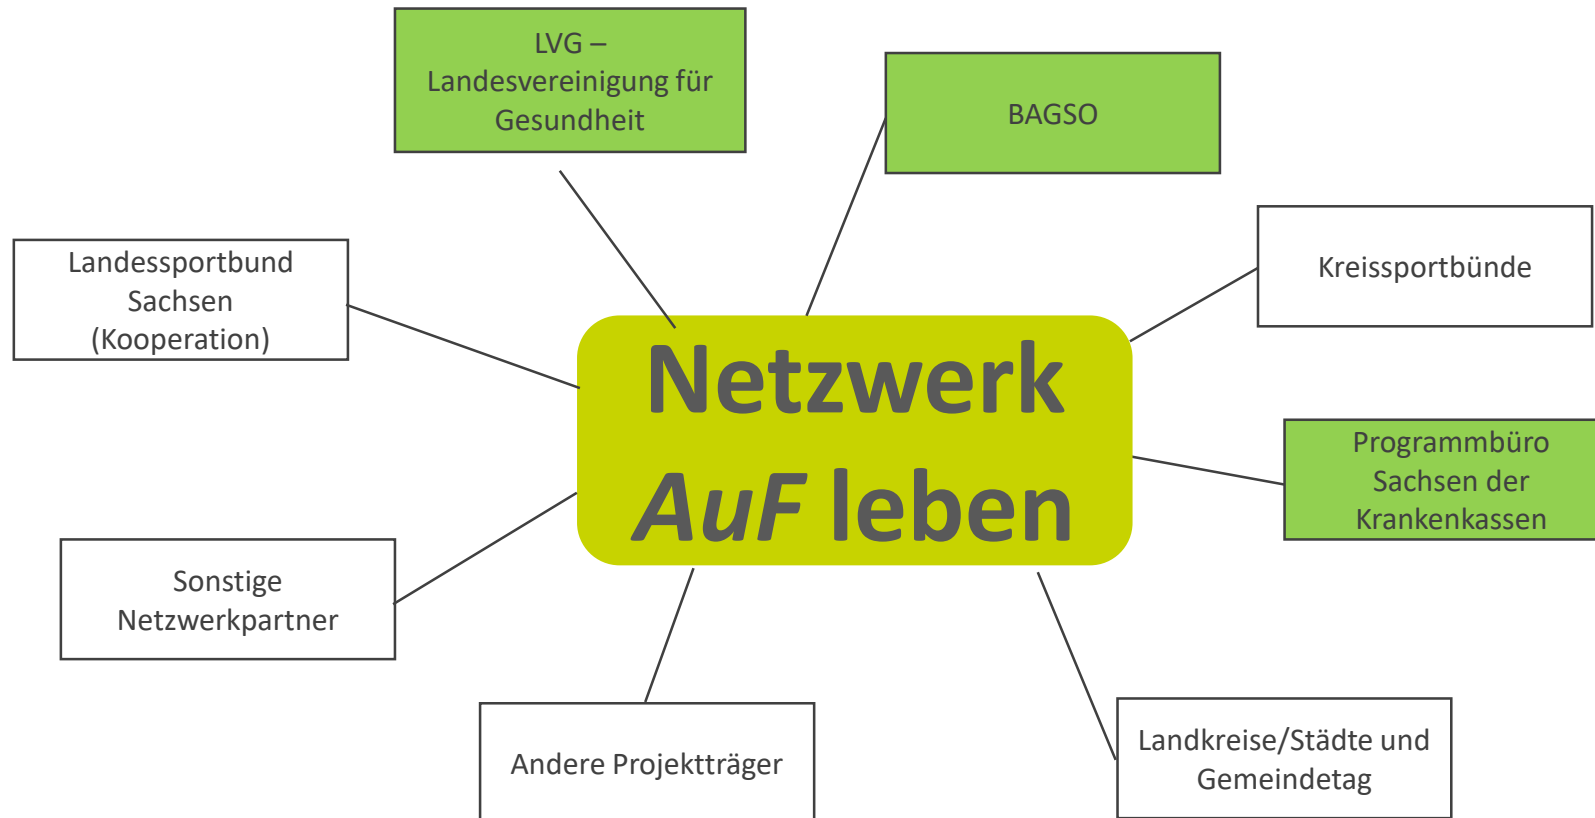 LVG –
Landesvereinigung für
Gesundheit
BAGSO
Landessportbund
Sachsen
(Kooperation)
Kreissportbünde
Netzwerk
AuF leben
Programmbüro
Sachsen der
Krankenkassen
Sonstige
Netzwerkpartner
Andere Projektträger
Landkreise/Städte und
Gemeindetag